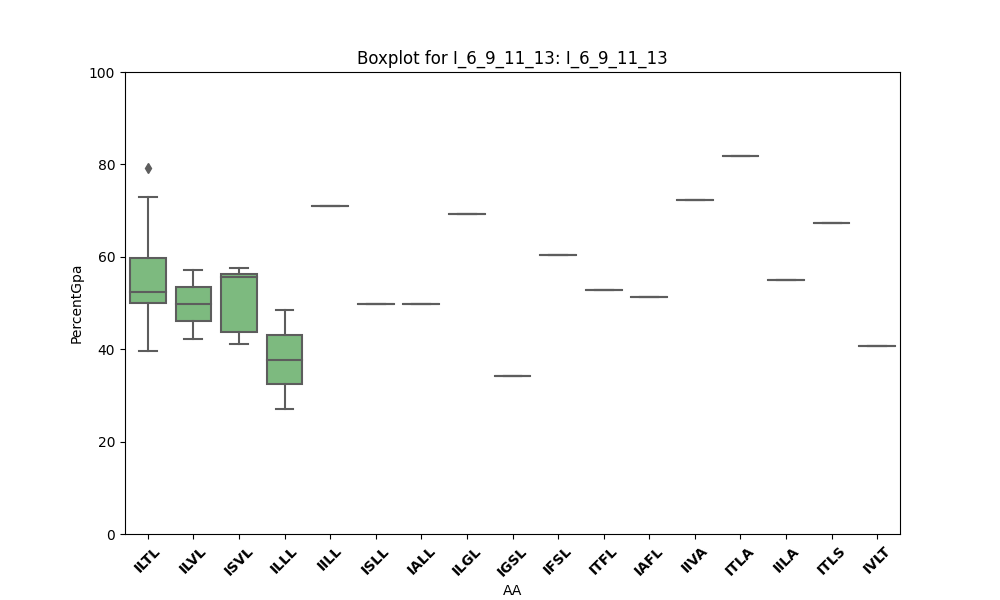 Boxplot for I_6_9_11_13: I_6_9_11_13
100
80
60
40
20
0
PercentGpa
ILTL
ILVL
ISVL
ILLL
IILL
ISLL
IALL
ILGL
IGSL
IFSL
ITFL
IAFL
IIVA
ITLA
IILA
ITLS
IVLT
AA